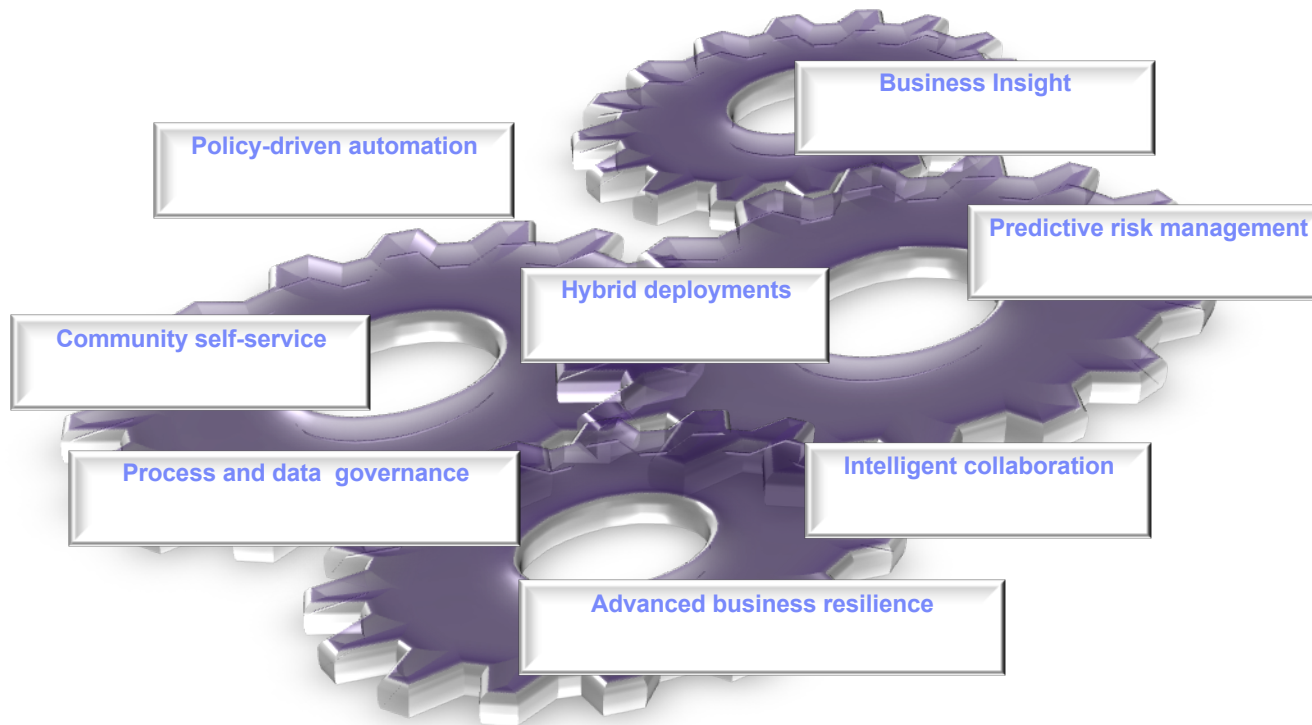 Business Insight
Policy-driven automation
Predictive risk management
Hybrid deployments
Community self-service
Process and data  governance
Intelligent collaboration
Advanced business resilience